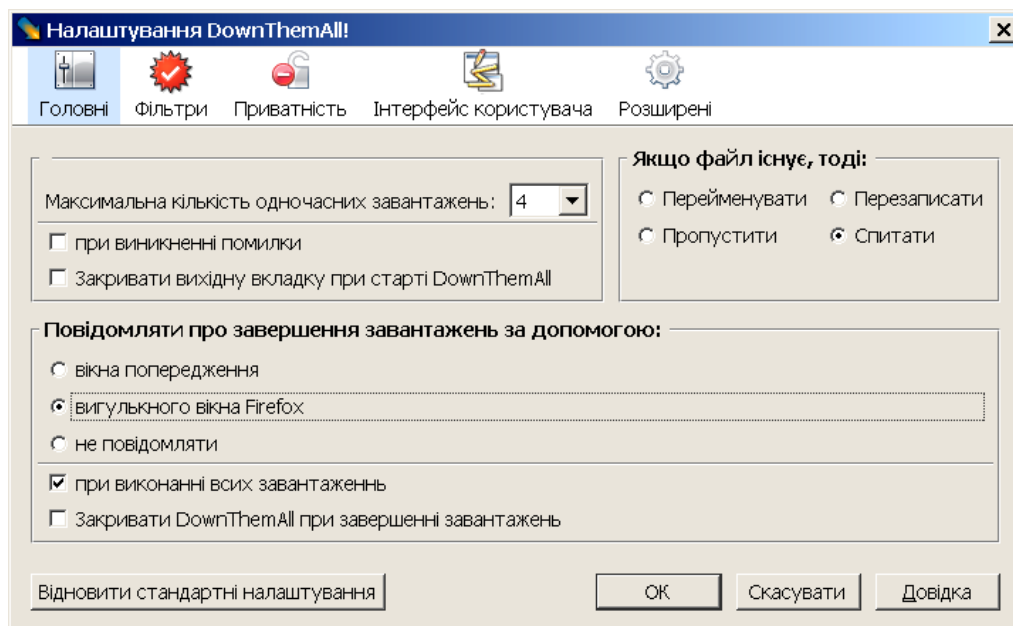 Налаштування DownThemAll!
Головні Фільтри Приватність Інтерфейс користувача Розширені
Максимальна кількість одночасних завантажень: 4
при виникненні помилки
Закривати вихідну вкладку при старті DownThemAll
Якщо файл існує, тоді:
Перейменувати Перезаписати
Пропустити Спитати
Повідомляти про завершення завантажень за допомогою:
вікна попередження
вигулькного вікна Firefox
не повідомляти
при виконанні всих завантаженнь
Закривати DownThemAll при завершенні завантажень
Відновити стандартні налаштування ОК Скасувати Довідка